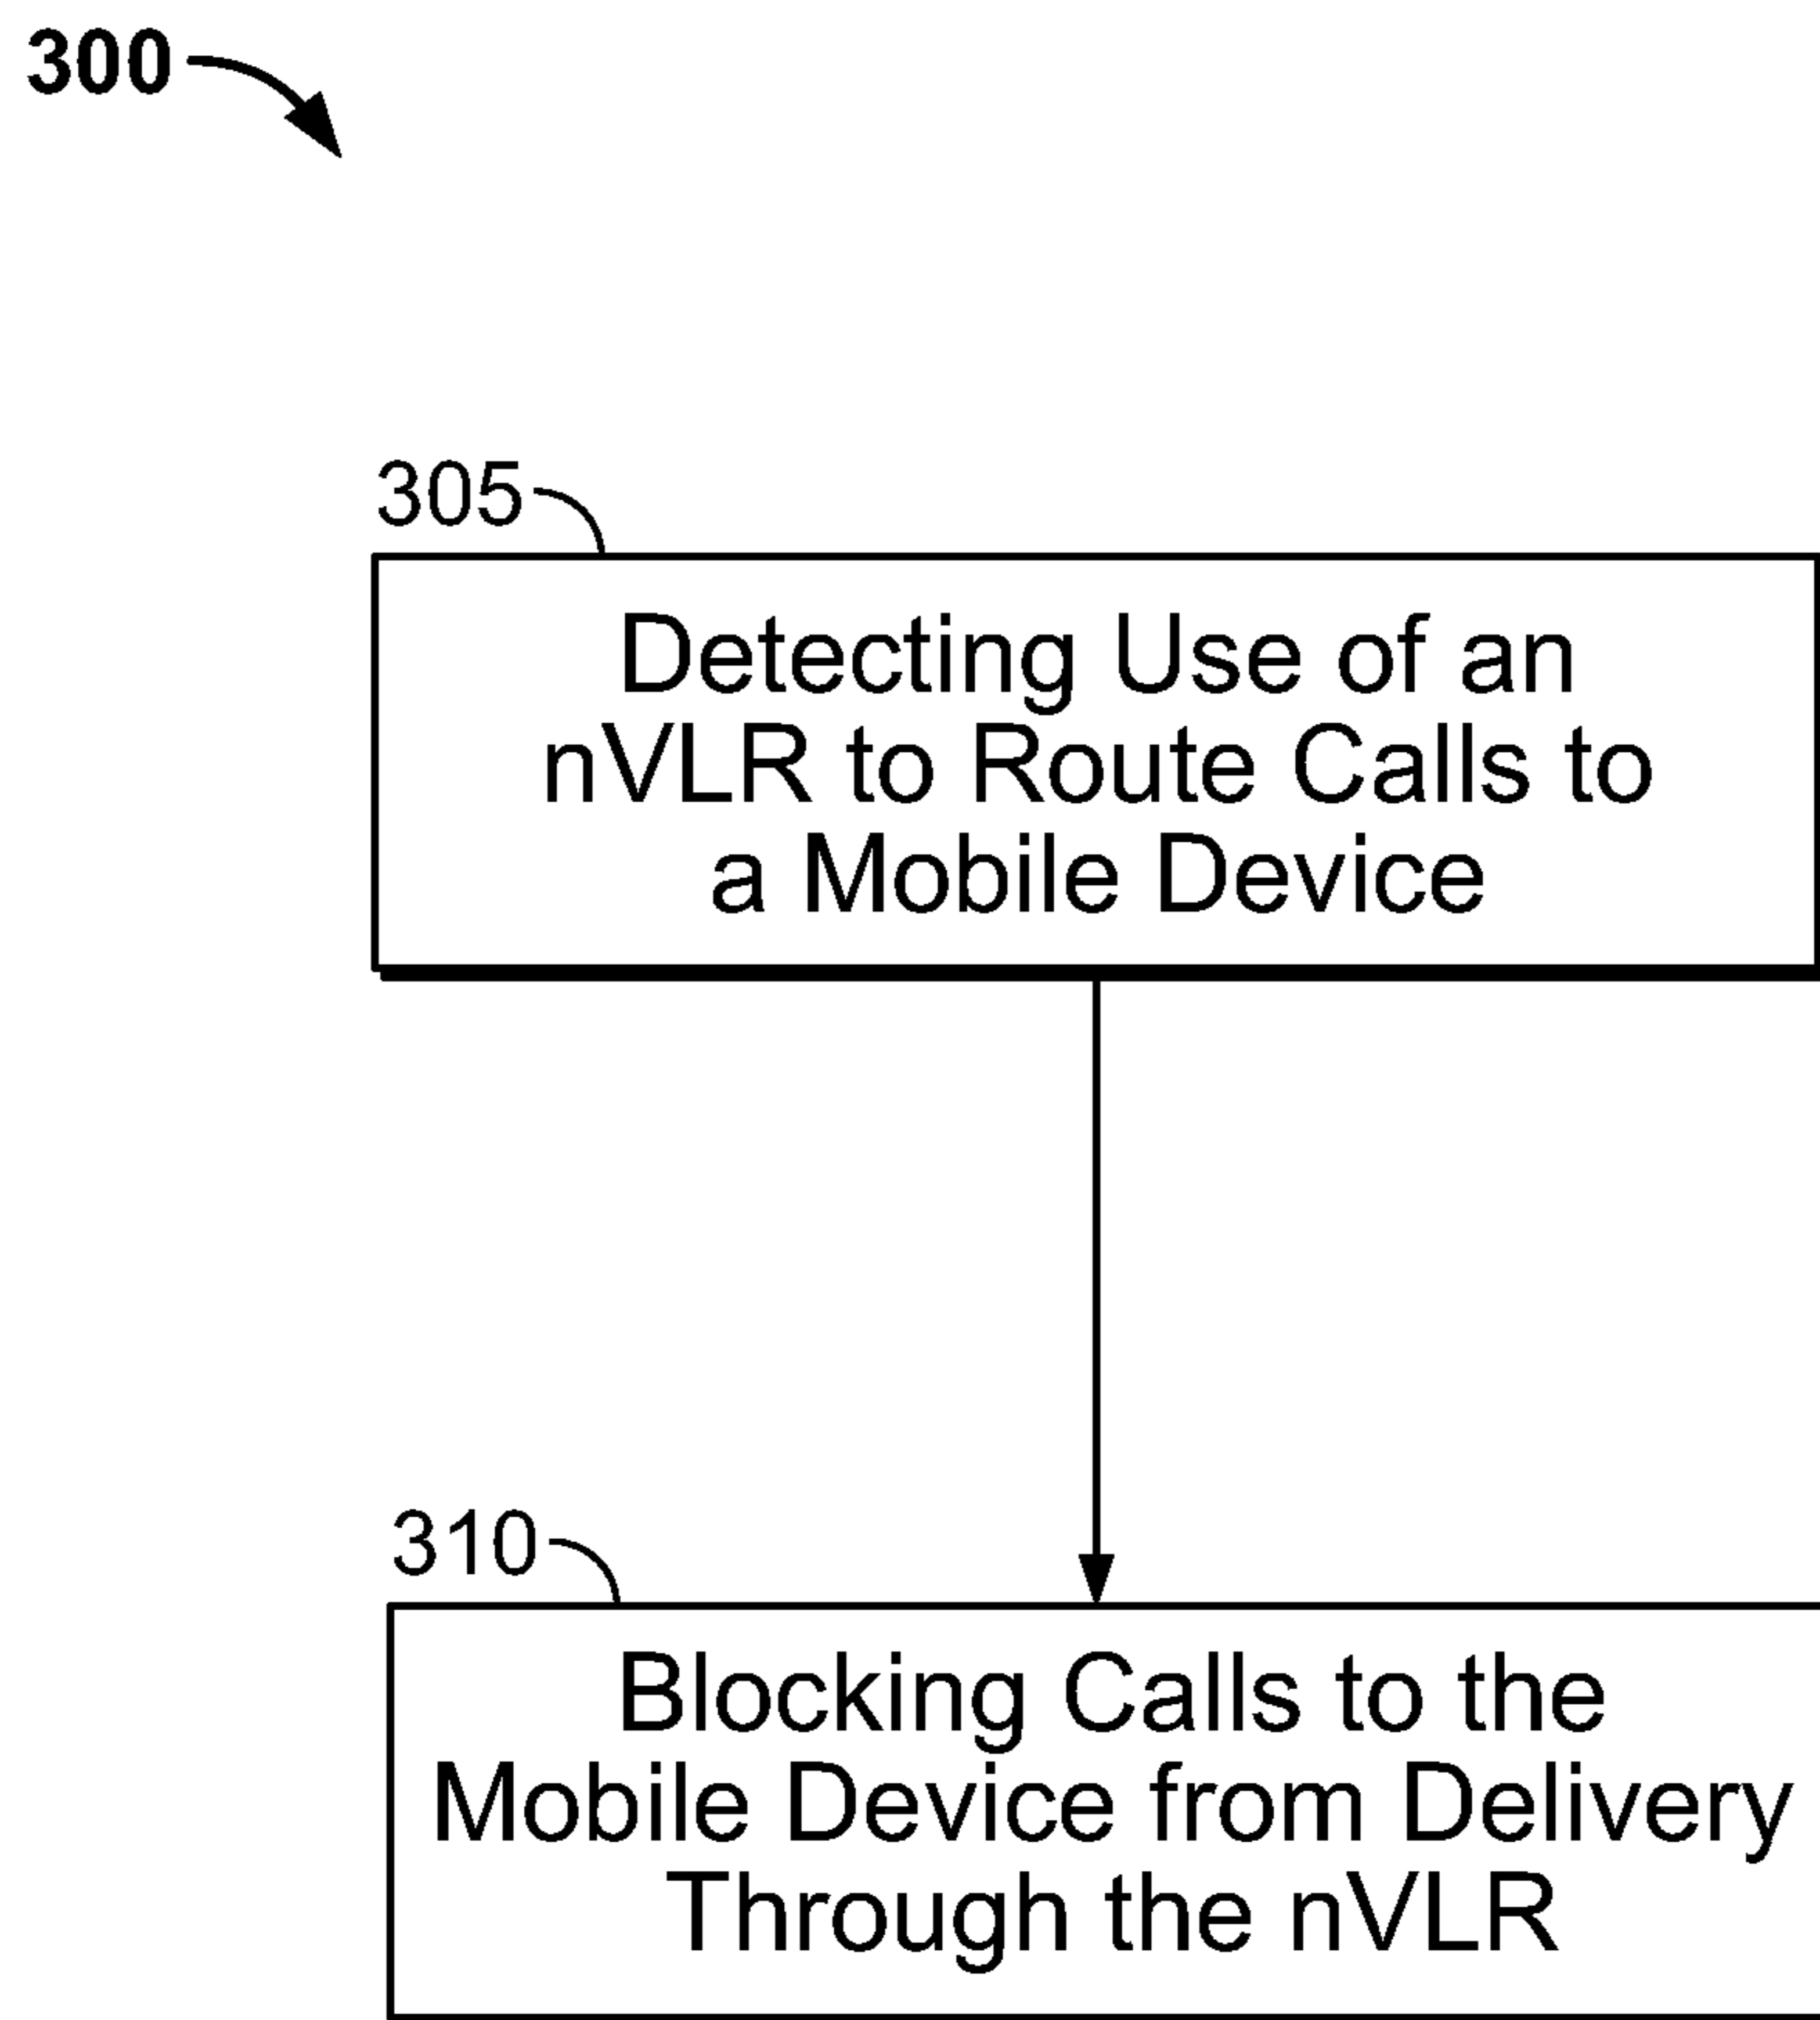 300
305
Detecting Use of an
nVLR to Route Calls to
a Mobile Device
310
Blocking Calls to the
Mobile Device from Delivery
Through the nVLR